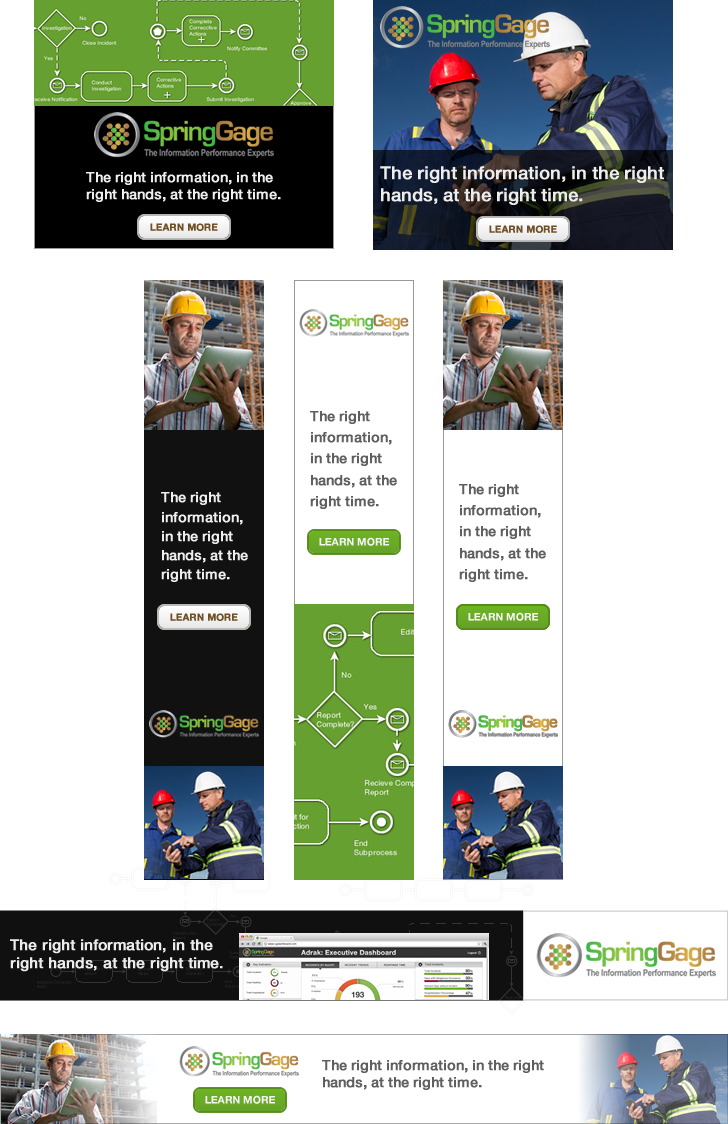 Investigation
No
Close Incident
Complete
Correcctive
Actions
Notify Committee
Yes
Conduct
Investigation
Corrective
Actions
eceive Notification
Submit Investigation
Approve
SpringGage
The Information Performance Experts
The right information, in the
right hands, at the right time.
LEARN MORE
SpringGage
The Information Performance Experts
The right information, in the right
hands, at the right time.
LEARN MORE
The right
information,
in the right
hands, at the
right time.
LEARN MORE
SpringGage
The Information Performance Experts
SpringGage
The Information Performance Experts
The right
information,
in the right
hands, at the
right time.
LEARN MORE
Edit
No
Report
Complete?
Yes
Recieve Comp
Report
t for
ction
End
Subprocess
The right
information,
in the right
hands, at the
right time.
LEARN MORE
SpringGage
The Information Performance Experts
The right information, in the
right hands, at the right time.
Adrak: Executive Dashboard
193
SpringGage
The Information Performance Experts
SpringGage
The Information Performance Experts
LEARN MORE
The right information, in the right
hands, at the right time.